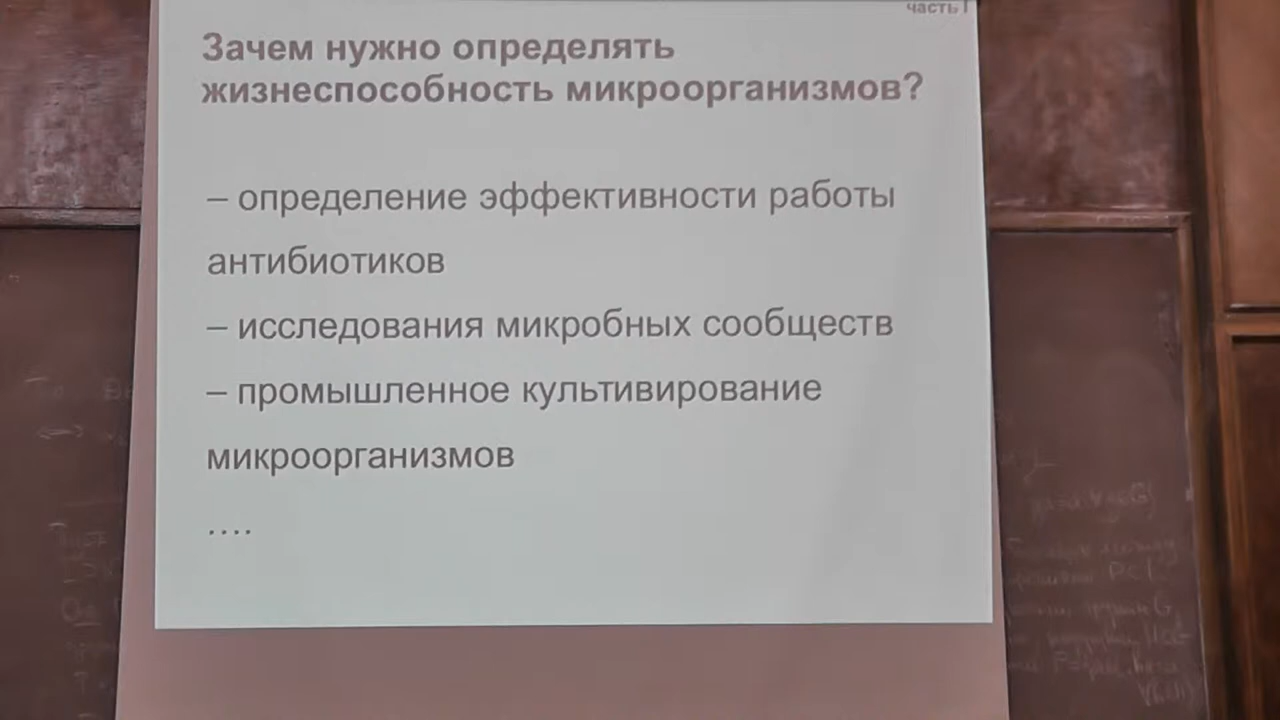 часть I
Зачем нужно определять
жизнеспособность микроорганизмов?
– определение эффективности работы
антибиотиков
– исследования микробных сообществ
– промышленное культивирование
микроорганизмов
....